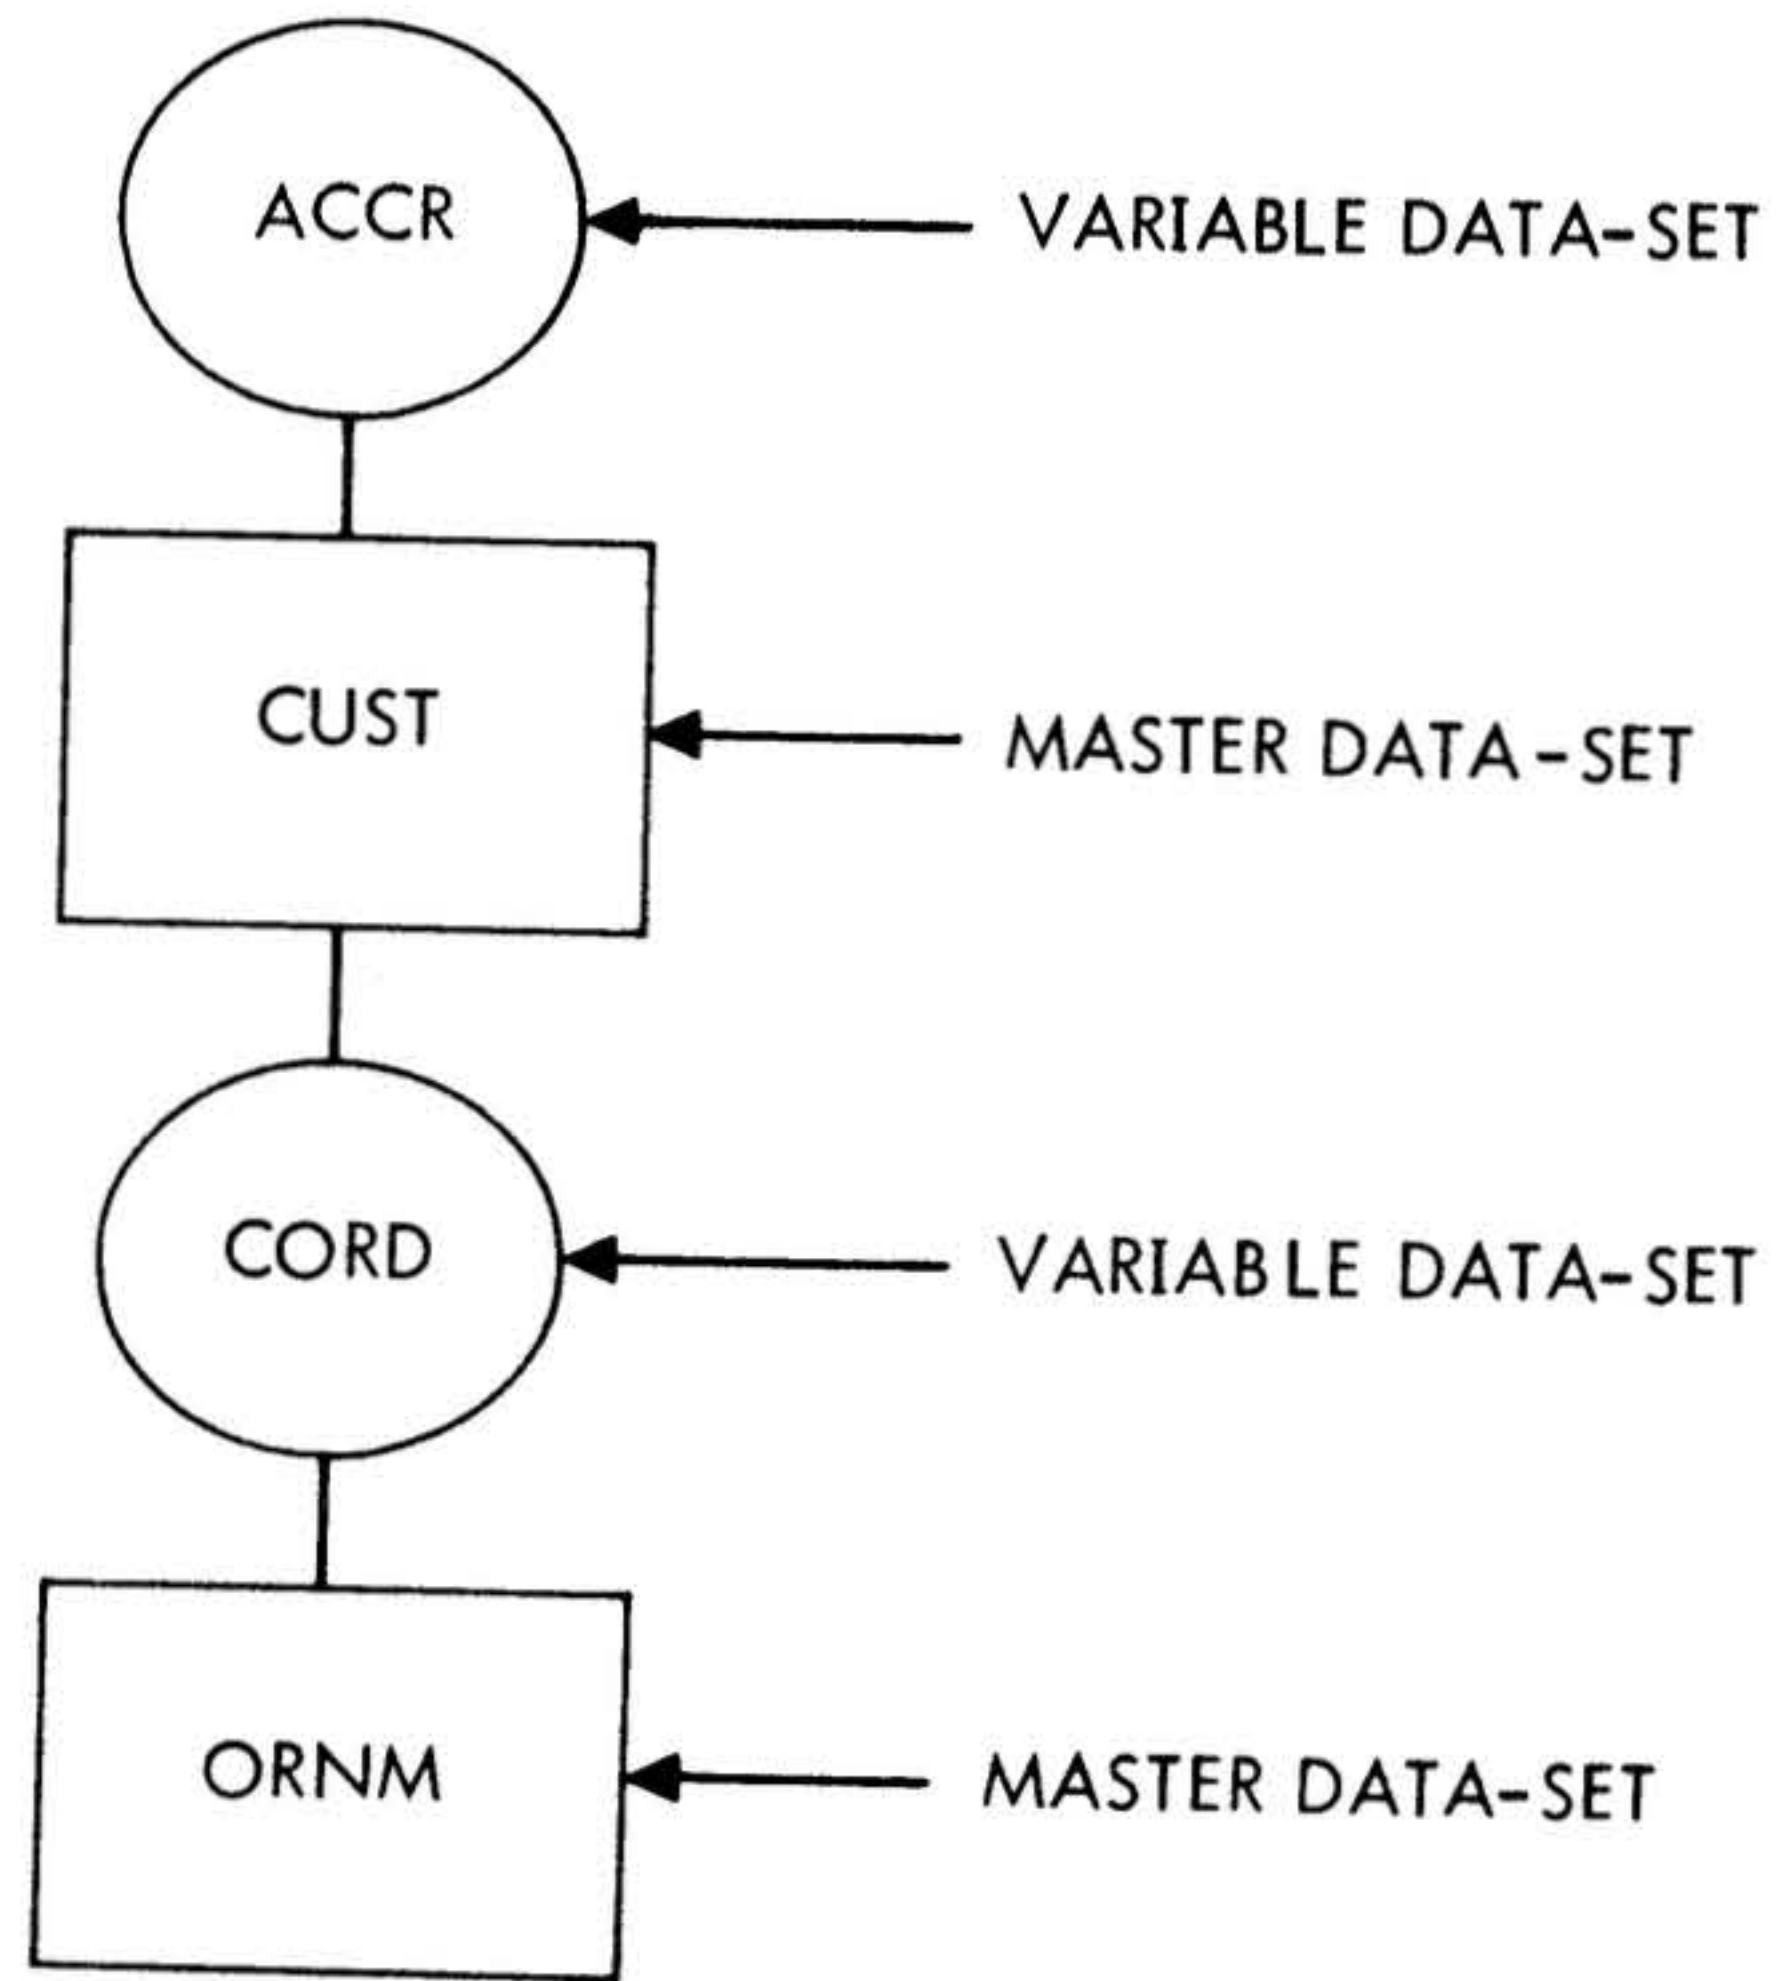 ACCR VARIABLE DATA-SET
CUST MASTER DATA-SET
CORD VARIABLE DATA-SET
ORNM MASTER DATA-SET